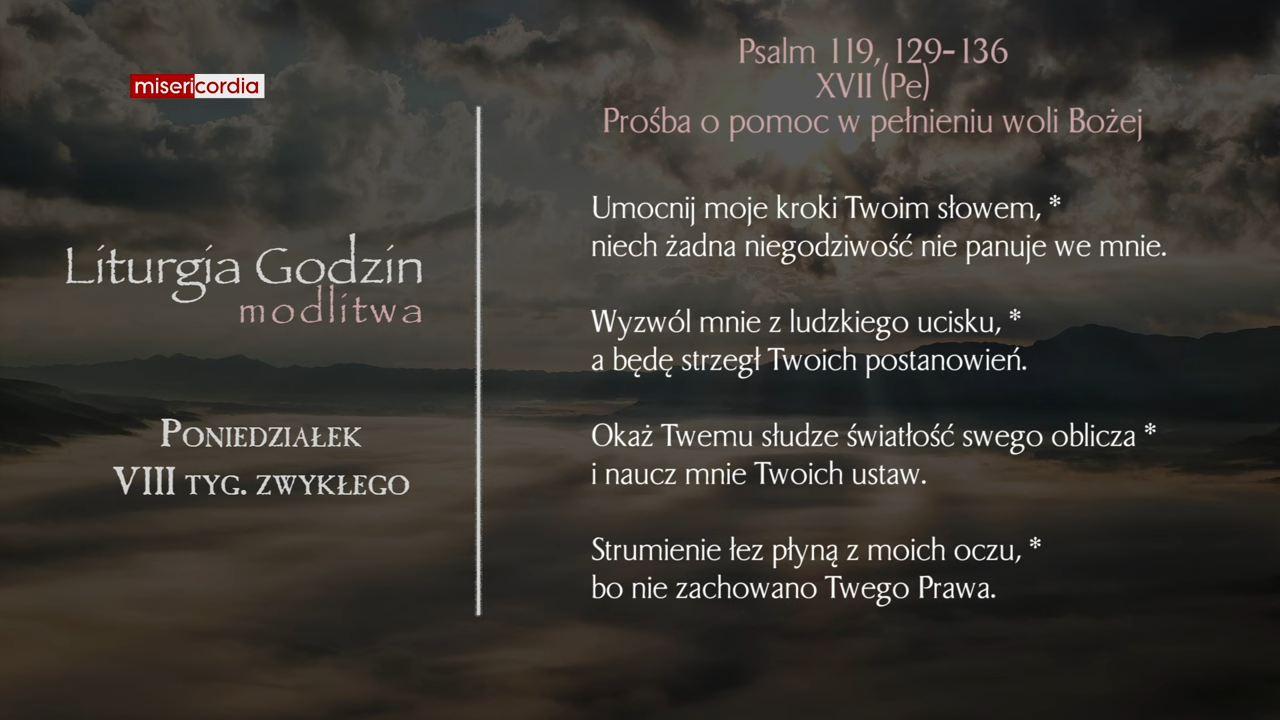 misericordia
Liturgia Godzin
modlitwa
Poniedziałek
VIII tyg. zwykłego
Psalm 119, 129-136
XVII (Pe)
Prośba o pomoc w pełnieniu woli Bożej
Umocnij moje kroki Twoim słowem, *
niech żadna niegodziwość nie panuje we mnie.
Wyzwól mnie z ludzkiego ucisku, *
a będę strzegł Twoich postanowień.
Okaż Twemu słudze światłość swego oblicza *
i naucz mnie Twoich ustaw.
Strumienie łez płyną z moich oczu, *
bo nie zachowano Twego Prawa.